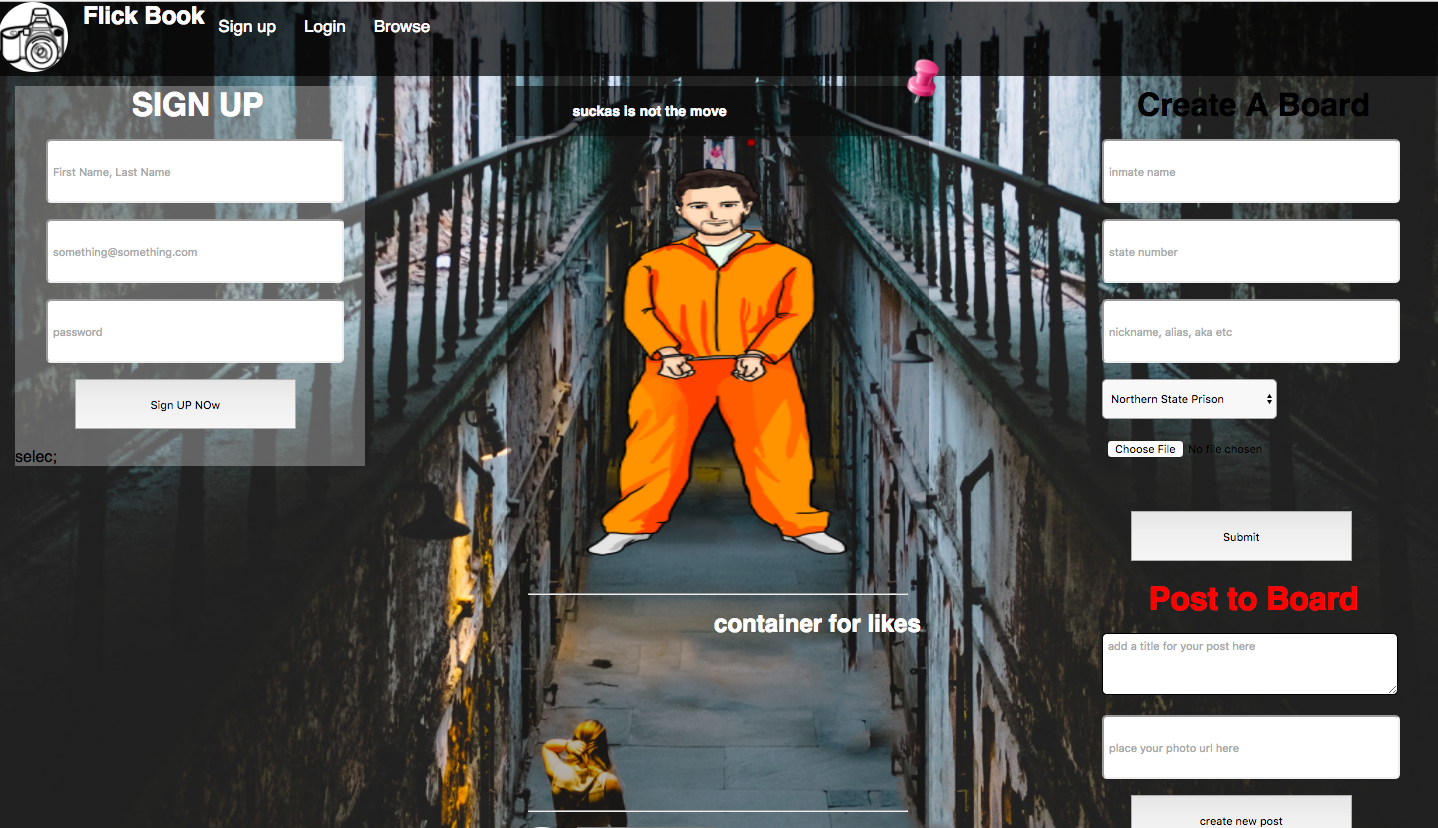 Flick Book
Sign up
Login
Browse
SIGN UP
First Name, Last Name
something@something.com
password
Sign UP NOw
selec;
suckas is not the move
container for likes
Create A Board
inmate name
state number
nickname, alias, aka etc
Northern State Prison
Choose File No file chosen
Submit
Post to Board
add a title for your post here
place your photo url here
create new post